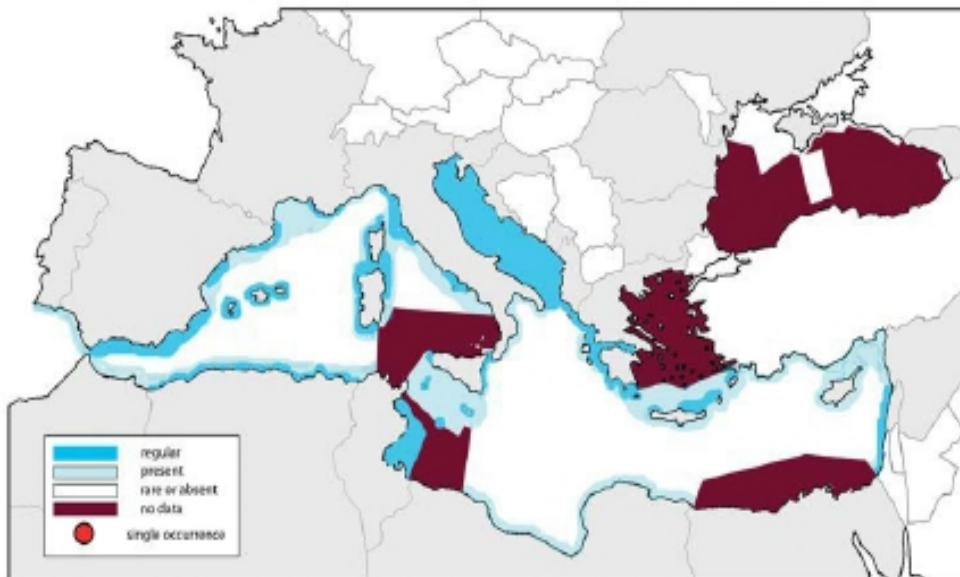 regular
present
rare or absent
no data
single occurrence